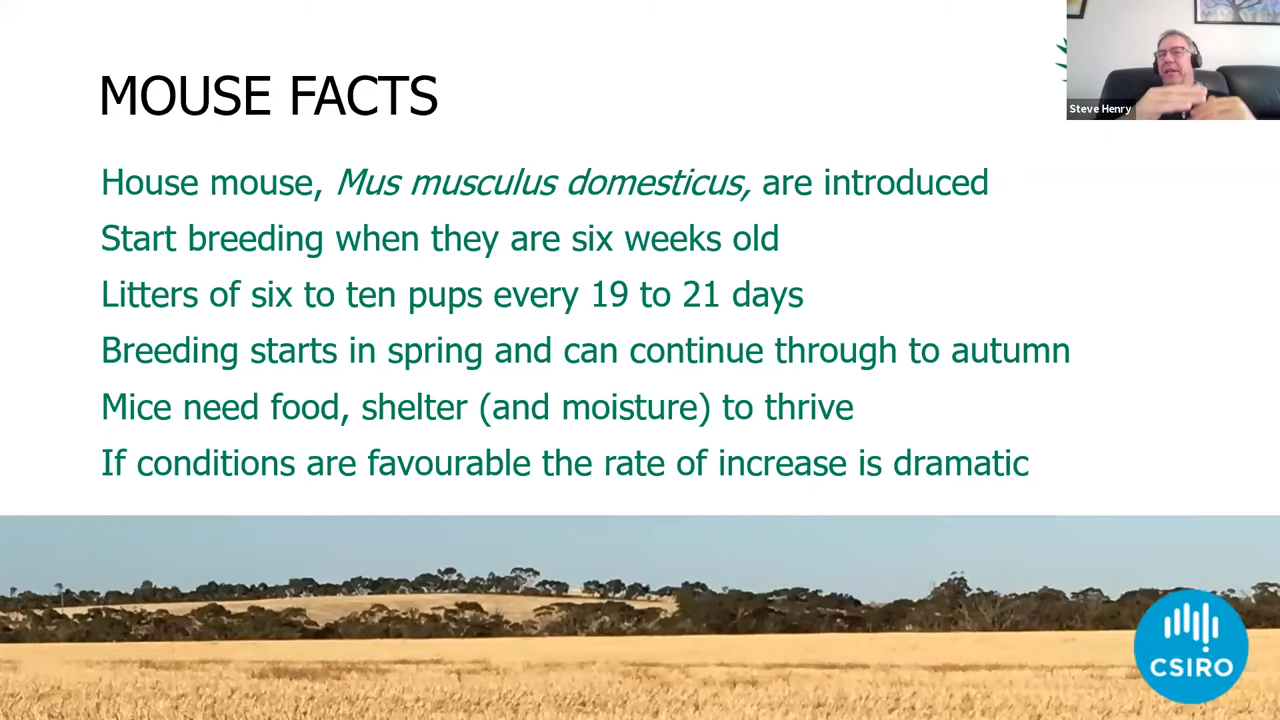 MOUSE FACTS
Steve Henry
House mouse, Mus musculus domesticus, are introduced
Start breeding when they are six weeks old
Litters of six to ten pups every 19 to 21 days
Breeding starts in spring and can continue through to autumn
Mice need food, shelter (and moisture) to thrive
If conditions are favourable the rate of increase is dramatic
CSIRO